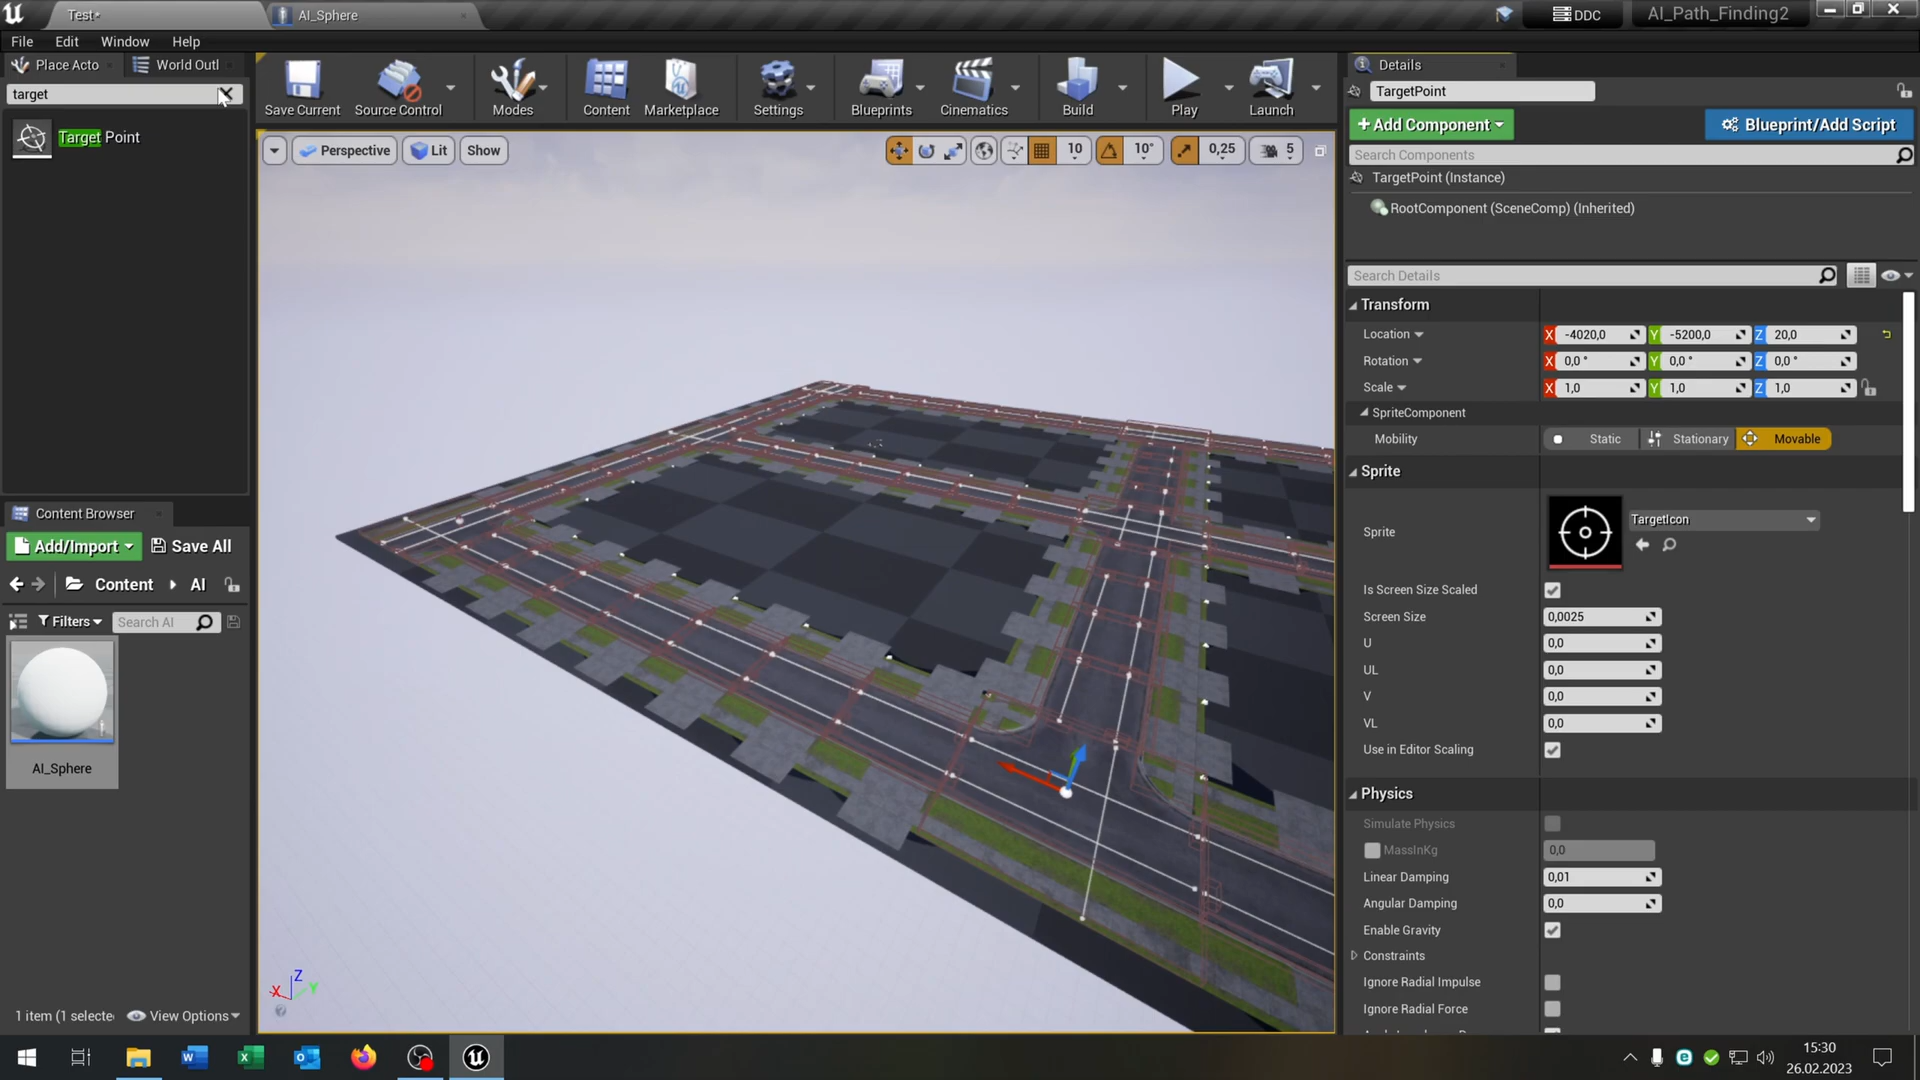 Test*
AI_Sphere
DDC
AI_Path_Finding2
File Edit Window Help
Place Acto
World Outl
target
Target Point
Save Current
Source Control
Modes
Content
Marketplace
Settings
Blueprints
Cinematics
Build
Play
Launch
Perspective
Lit
Show
10
10°
0,25
5
Z
X
Y
Content Browser
Add/Import
Save All
Content
AI
Filters
Search AI
AI_Sphere
1 item (1 selecte
View Options
Details
TargetPoint
+Add Component
Blueprint/Add Script
Search Components
TargetPoint (Instance)
RootComponent (SceneComp) (Inherited)
Search Details
Transform
Location X -4020,0 Y -5200,0 Z 20,0
Rotation X 0,0 ° Y 0,0 ° Z 0,0 °
Scale X 1,0 Y 1,0 Z 1,0
SpriteComponent
Mobility Static Stationary Movable
Sprite
Sprite TargetIcon
Is Screen Size Scaled
Screen Size 0,0025
U 0,0
UL 0,0
V 0,0
VL 0,0
Use in Editor Scaling
Physics
Simulate Physics
MassInKg 0,0
Linear Damping 0,01
Angular Damping 0,0
Enable Gravity
Constraints
Ignore Radial Impulse
Ignore Radial Force
15:30
26.02.2023